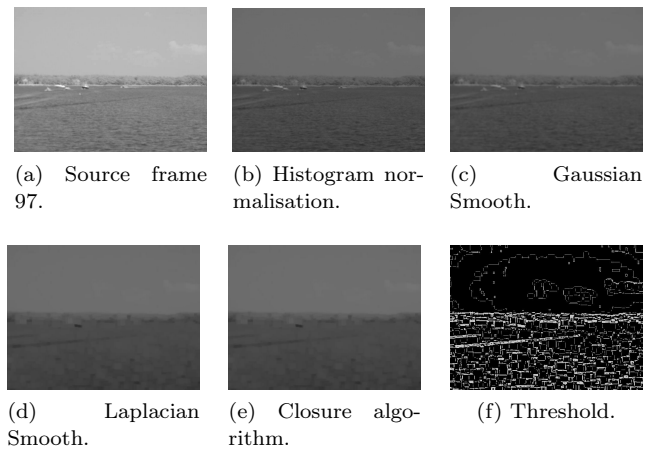 (a) Source frame
97.
(b) Histogram nor-
malisation.
(c) Gaussian
Smooth.
(d) Laplacian
Smooth.
(e) Closure algo-
rithm.
(f) Threshold.